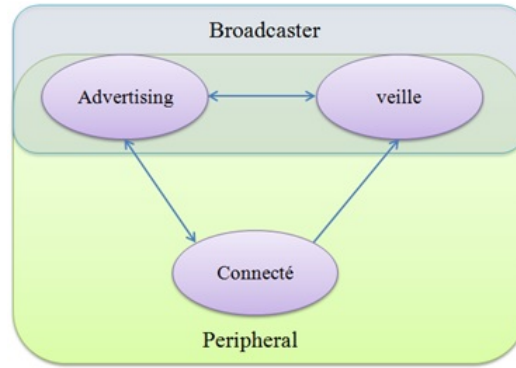 Broadcaster
Advertising
veille
Connecté
Peripheral